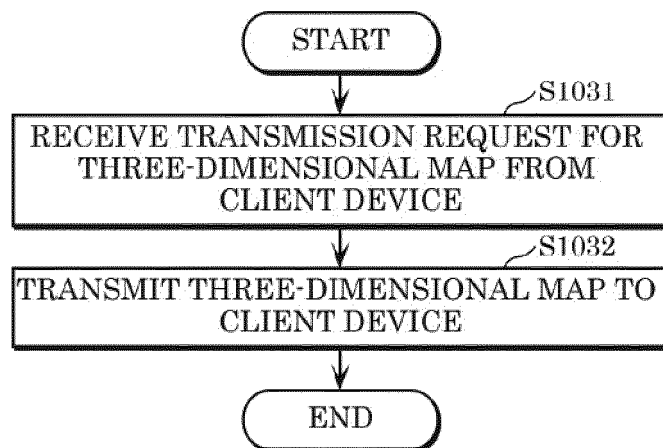 START
S1031
RECEIVE TRANSMISSION REQUEST FOR
THREE-DIMENSIONAL MAP FROM
CLIENT DEVICE
S1032
TRANSMIT THREE-DIMENSIONAL MAP TO
CLIENT DEVICE
END